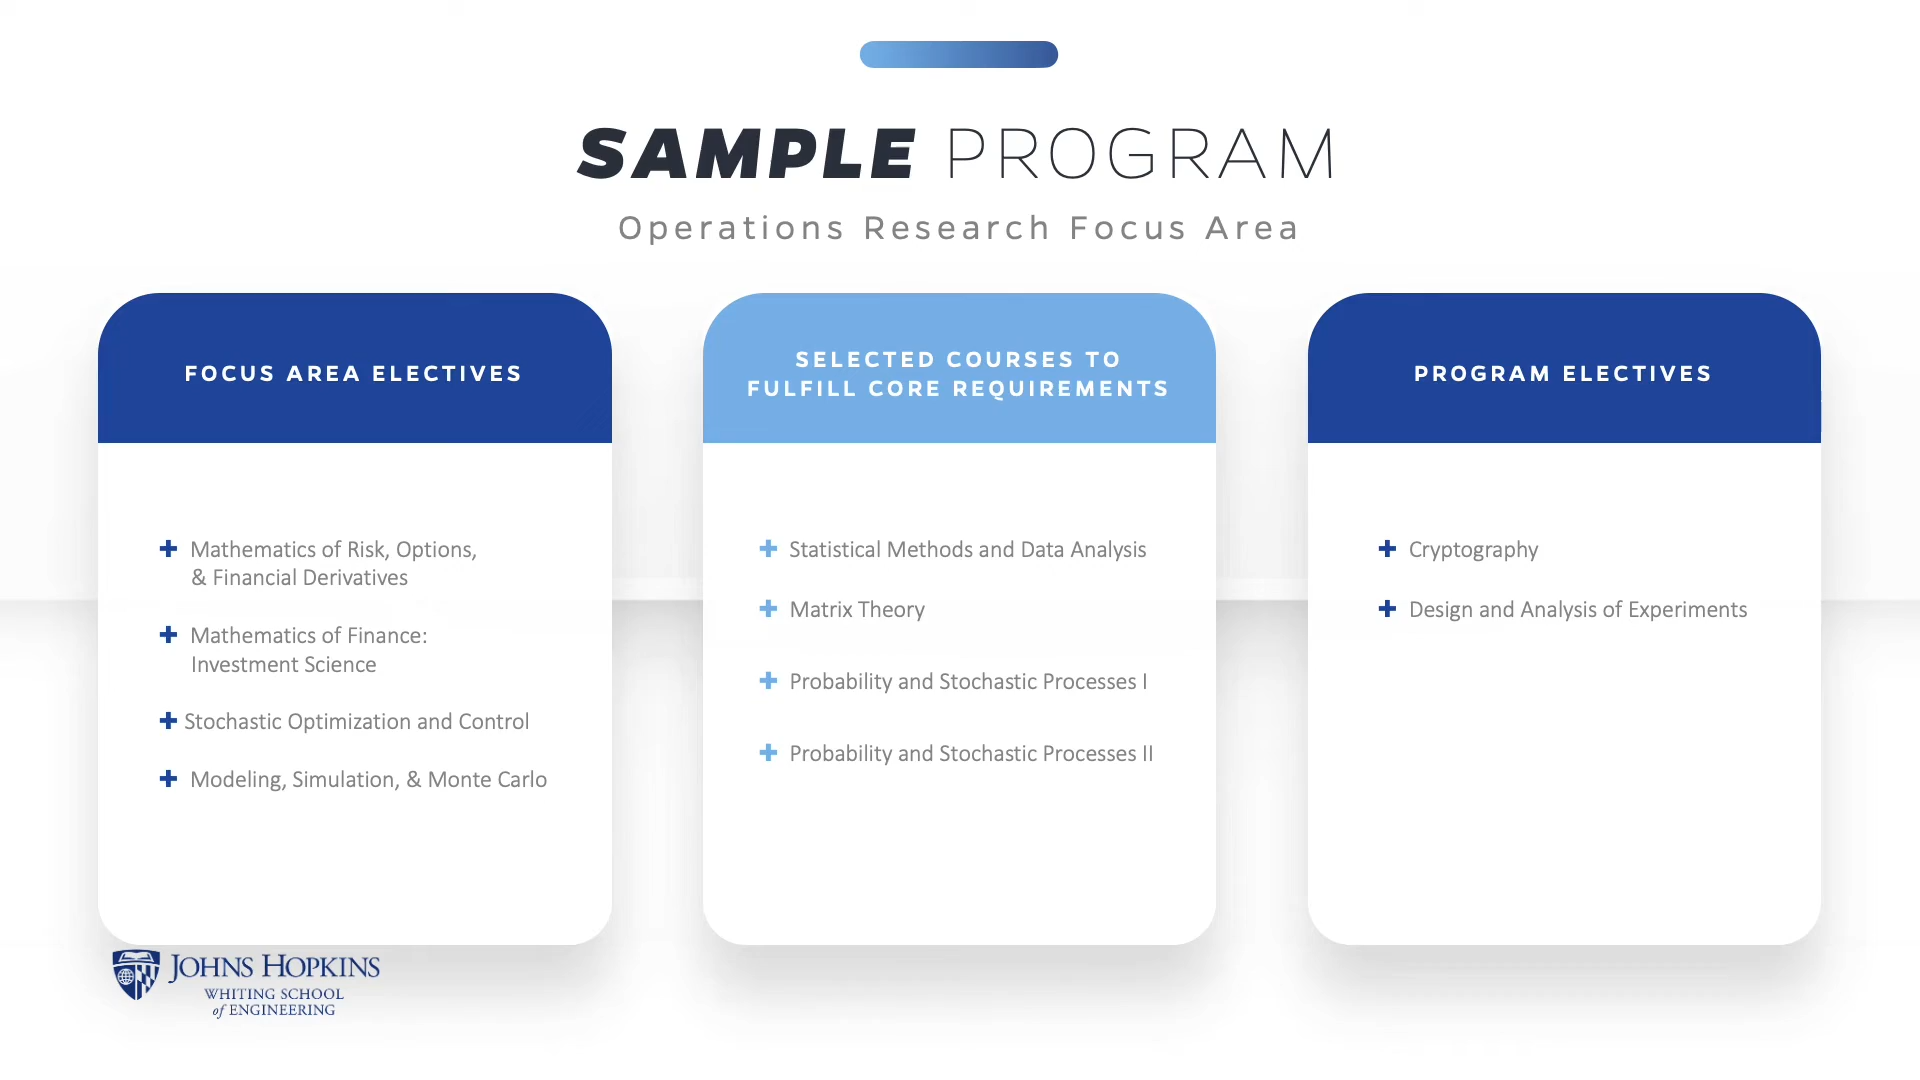 SAMPLE PROGRAM
Operations Research Focus Area
FOCUS AREA ELECTIVES
Mathematics of Risk, Options,
& Financial Derivatives
Mathematics of Finance:
Investment Science
Stochastic Optimization and Control
Modeling, Simulation, & Monte Carlo
SELECTED COURSES TO
FULFILL CORE REQUIREMENTS
Statistical Methods and Data Analysis
Matrix Theory
Probability and Stochastic Processes I
Probability and Stochastic Processes II
PROGRAM ELECTIVES
Cryptography
Design and Analysis of Experiments
JOHNS HOPKINS
WHITING SCHOOL
of ENGINEERING